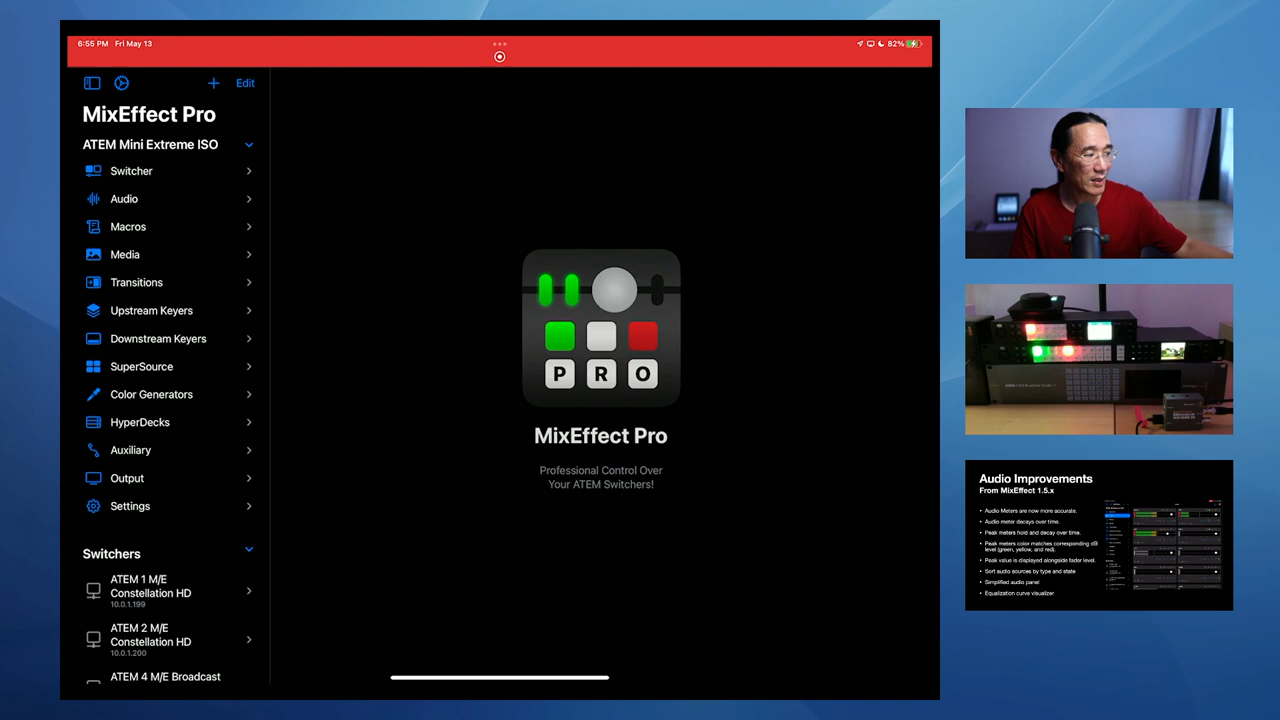 6:55 PM Fri May 13
82%
Edit
MixEffect Pro
ATEM Mini Extreme ISO
Switcher
Audio
Macros
Media
Transitions
Upstream Keyers
Downstream Keyers
SuperSource
Color Generators
HyperDecks
Auxiliary
Output
Settings
Switchers
ATEM 1 M/E
Constellation HD
10.0.1.199
ATEM 2 M/E
Constellation HD
10.0.1.200
ATEM 4 M/E Broadcast
P R O
MixEffect Pro
Professional Control Over
Your ATEM Switchers!
Audio Improvements
From MixEffect 1.5.x
• Audio Meters are now more accurate.
• Audio meter decays over time.
• Peak meters hold and decay over time.
• Peak meters color matches corresponding dB
level (green, yellow, and red).
• Peak value is displayed alongside fader level.
• Sort audio sources by type and state
• Simplified audio panel
• Equalization curve visualizer